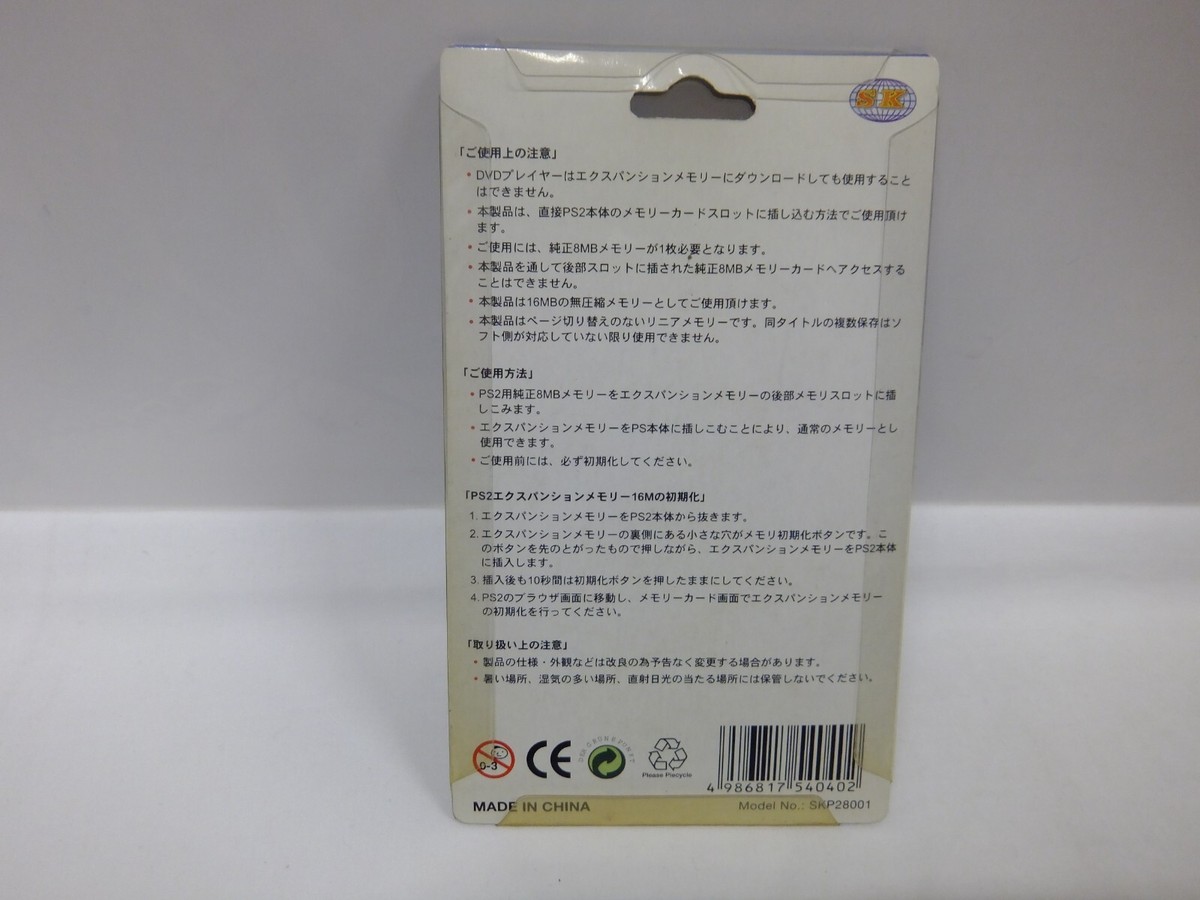 SK
「ご使用上の注意」
• DVDプレイヤーはエクスパンションメモリーにダウンロードしても使用すること
はできません。
• 本製品は、直接PS2本体のメモリーカードスロットに插し込む方法でご使用頂け
ます。
• ご使用には、純正8MBメモリーが1枚必要となります。
• 本製品を通して後部スロットに插された純正8MBメモリーカードへアクセスする
ことはできません。
• 本製品は16MBの無圧縮メモリーとしてご使用頂けます。
• 本製品はページ切り替えのないリニアメモリーです。同タイトルの複数保存はソ
フト側が対応していない限り使用できません。
「ご使用方法」
• PS2用純正8MBメモリーをエクスパンションメモリーの後部メモリスロットに插
しこみます。
• エクスパンションメモリーをPS本体に插しこむことにより、通常のメモリーとし
使用できます。
• ご使用前には、必ず初期化してください。
「PS2エクスパンションメモリー16Mの初期化」
1. エクスパンションメモリーをPS2本体から抜きます。
2. エクスパンションメモリーの裏側にある小さな穴がメモリ初期化ボタンです。こ
のボタンを先のとがったもので押しながら、エクスパンションメモリーをPS2本体
に插入します。
3. 插入後も10秒間は初期化ボタンを押したままにしてください。
4. PS2のブラウザ画面に移動し、メモリーカード画面でエクスパンションメモリー
の初期化を行ってください。
「取り扱い上の注意」
• 製品の仕様・外観などは改良の為予告なく変更する場合があります。
• 暑い場所、湿気の多い場所、直射日光の当たる場所には保管しないでください。
0-3
CE
Please Precycle
4 986817 540402
MADE IN CHINA
Model No.: SKP28001